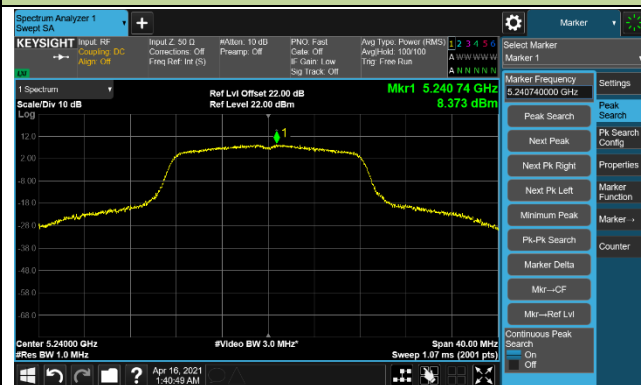 Spectrum Analyzer 1
Swept SA
+
Marker
KEYSIGHT
Input: RF
Coupling: DC
Align: Off
Input Z: 50 Ω
Corrections: Off
Freq Ref: Int (S)
#Atten: 10 dB
Preamp: Off
PNO: Fast
Gate: Off
IF Gain: Low
Sig Track: Off
Avg Type: Power (RMS)
Avg|Hold: 100/100
Trig: Free Run
1 2 3 4 5 6
A W W W W W
A N N N N N
LXI
Select Marker
Marker 1
1 Spectrum
Scale/Div 10 dB
Log
Ref Lvl Offset 22.00 dB
Ref Level 22.00 dBm
Mkr1 5.240 74 GHz
8.373 dBm
1
12.0
2.00
-8.00
-18.0
-28.0
-38.0
-48.0
-58.0
-68.0
Center 5.24000 GHz
#Res BW 1.0 MHz
#Video BW 3.0 MHz*
Span 40.00 MHz
Sweep 1.07 ms (2001 pts)
Marker Frequency
5.240740000 GHz
Peak Search
Next Peak
Next Pk Right
Next Pk Left
Minimum Peak
Pk-Pk Search
Marker Delta
Mkr→CF
Mkr→Ref Lvl
Continuous Peak
Search
On
Off
Settings
Peak
Search
Pk Search
Config
Properties
Marker
Function
Marker→
Counter
?
Apr 16, 2021
1:40:49 AM